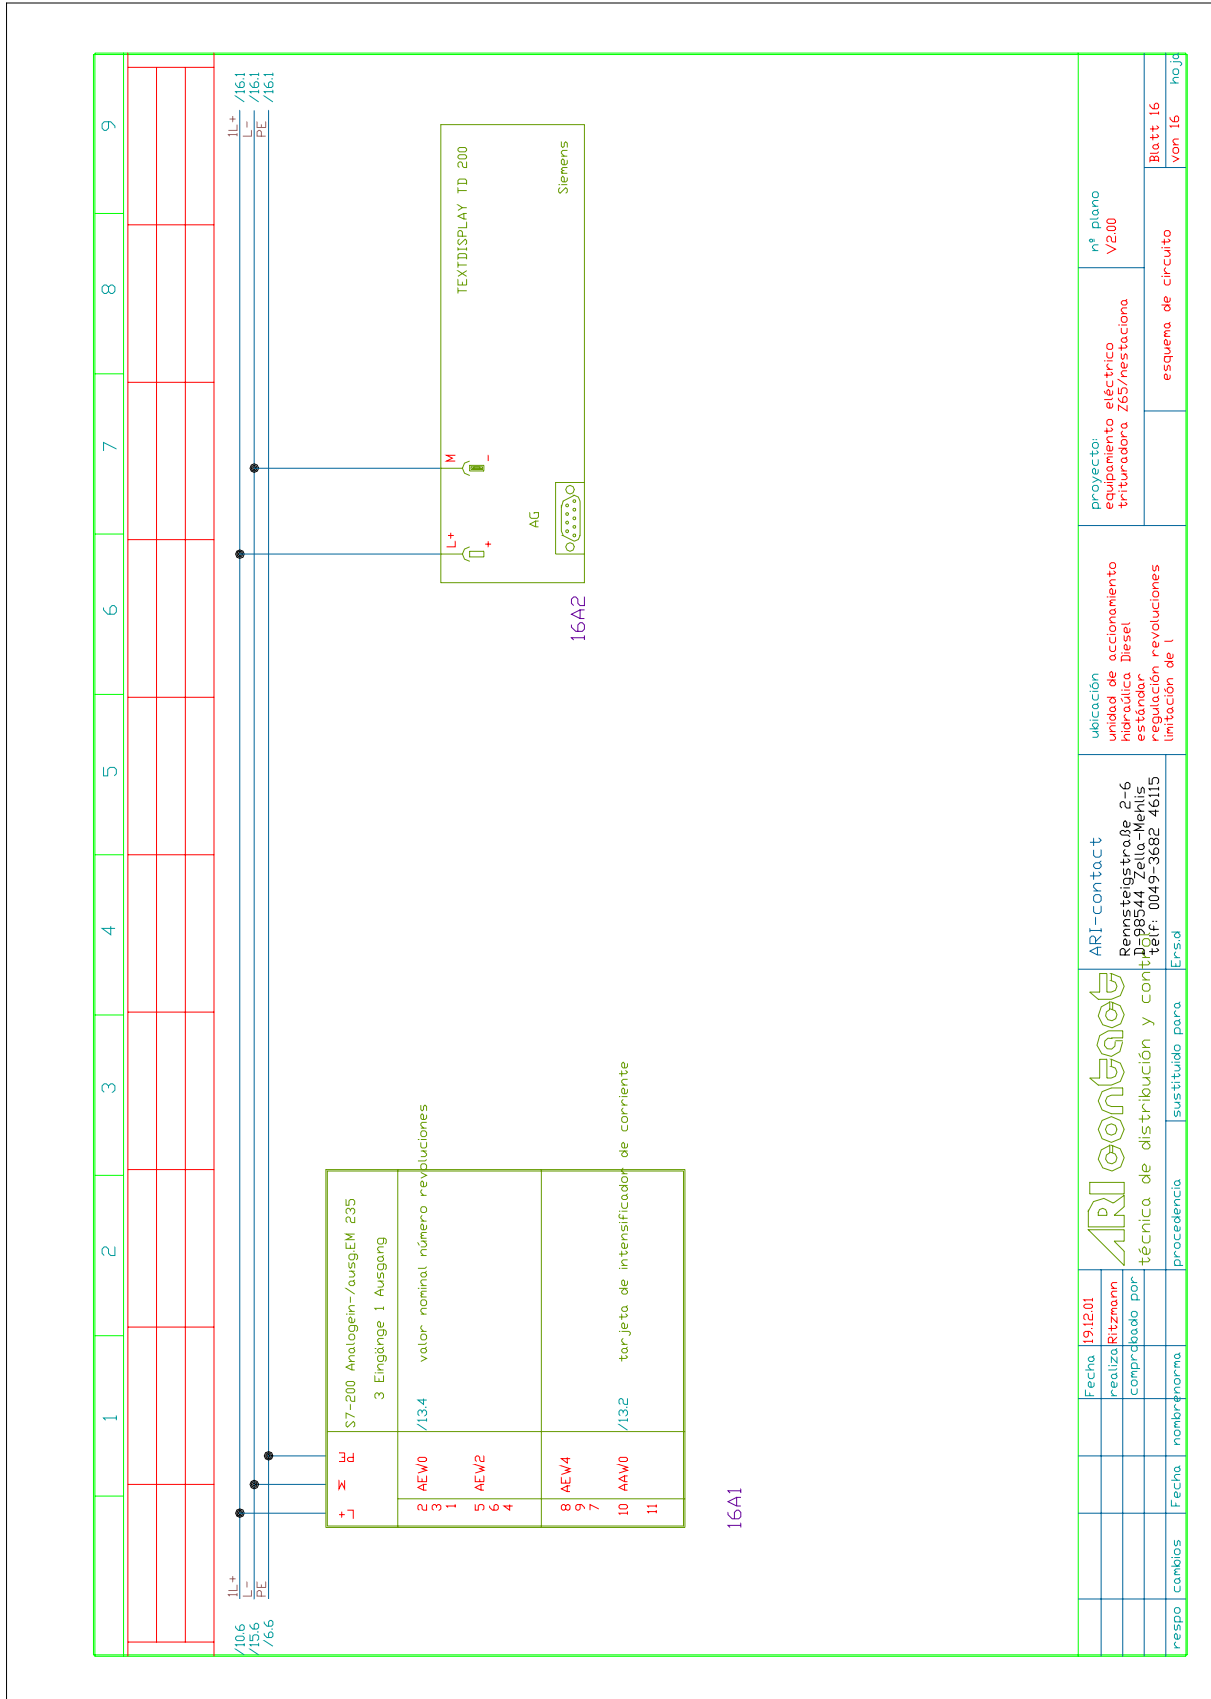 1 2 3 4 5 6 7 8 9
/10.6 1L+
/15.6 L-
/6.6 PE
1L+ /16.1
L- /16.1
PE /16.1
L+ M PE
S7-200 Analogein-/ausg.EM 235
3 Eingänge 1 Ausgang
2 AEW0 /13.4 valor nominal número revoluciones
3
1
5 AEW2
6
4
8 AEW4
9
7
10 AAW0 /13.2 tarjeta de intensificador de corriente
11
16A1
L+ M
+ -
TEXTDISPLAY TD 200
AG
Siemens
16A2
respo
cambios
Fecha
nombre
norma
Fecha 19.12.01
realiza Ritzmann
comprobado por
ARI contact
técnica de distribución y control
procedencia
sustituido para
Ers.d
ARI-contact
Rennsteigstraße 2-6
D-98544 Zella-Mehlis
telf: 0049-3682 46115
ubicación
unidad de accionamiento
hidraúlica Diesel
estándar
regulación revoluciones
limitación de l
proyecto:
equipamiento eléctrico
trituradora Z65/nestaciona
nº plano
V2.00
esquema de circuito
Blatt 16
von 16
hoja